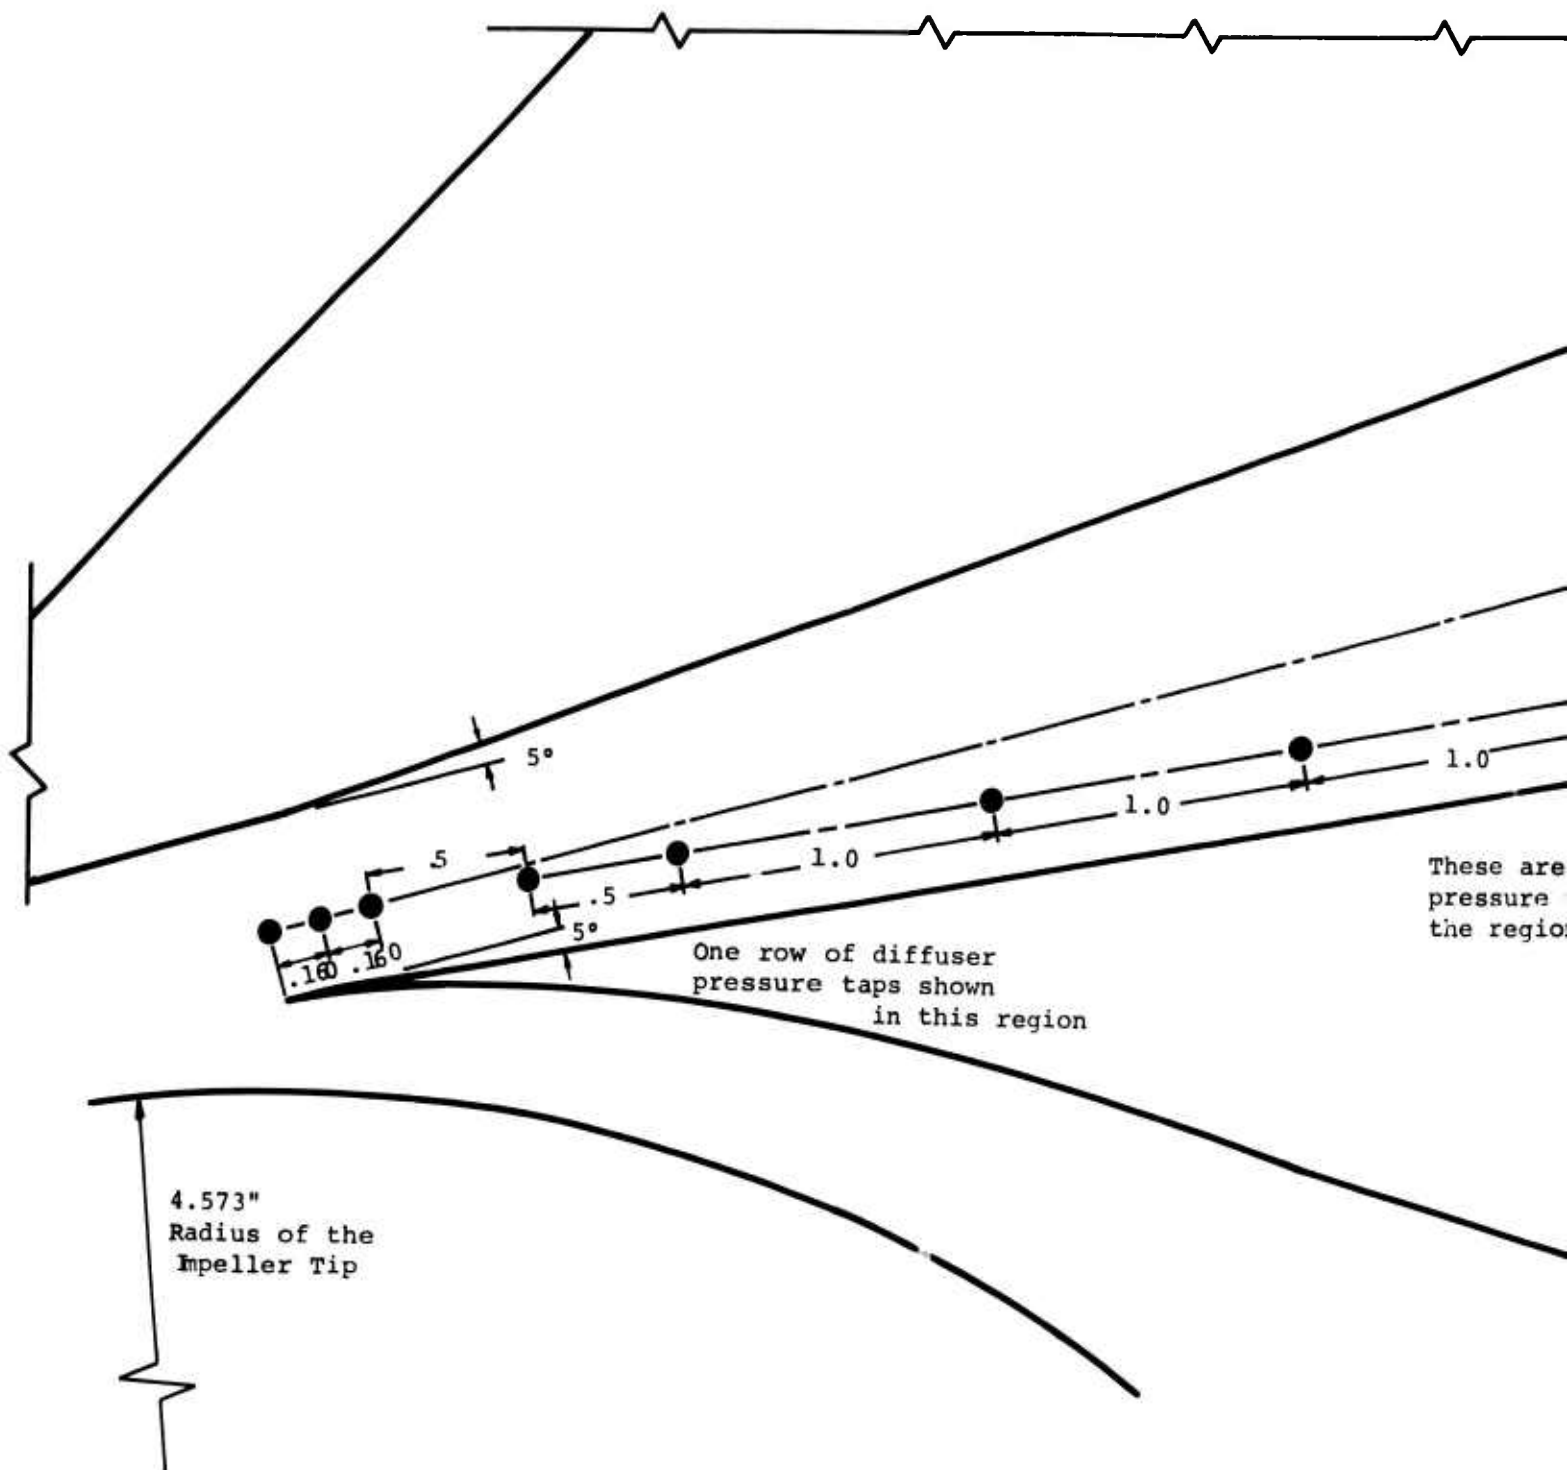 5°
.5
1.0
1.0
1.0
.5
5°
.160 .160
These are
pressure
the region
One row of diffuser
pressure taps shown
in this region
4.573"
Radius of the
Impeller Tip